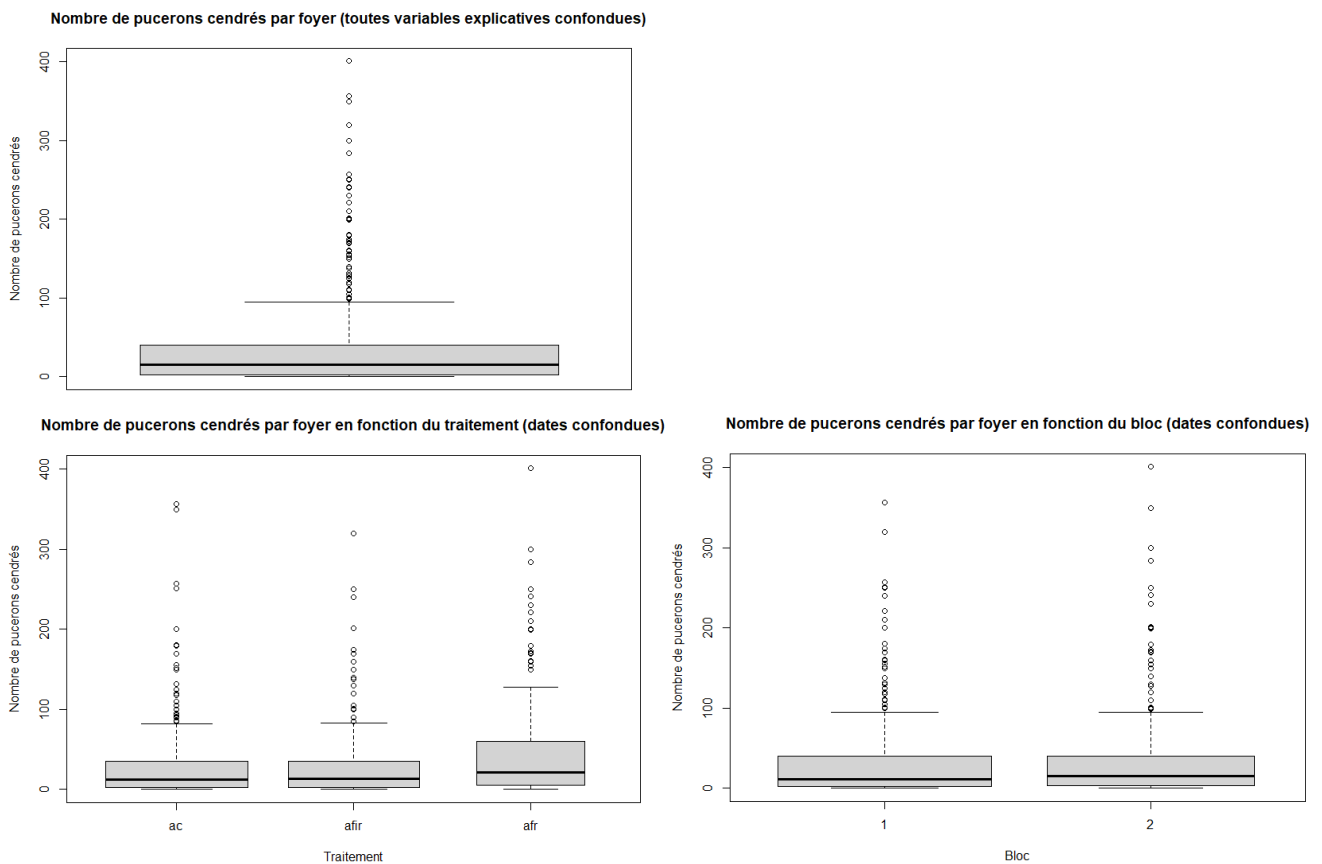 Nombre de pucerons cendrés par foyer (toutes variables explicatives confondues)
400
300
200
100
0
Nombre de pucerons cendrés
Nombre de pucerons cendrés par foyer en fonction du traitement (dates confondues)
400
300
200
100
0
Nombre de pucerons cendrés
ac afir afr
Traitement
Nombre de pucerons cendrés par foyer en fonction du bloc (dates confondues)
400
300
200
100
0
Nombre de pucerons cendrés
1 2
Bloc